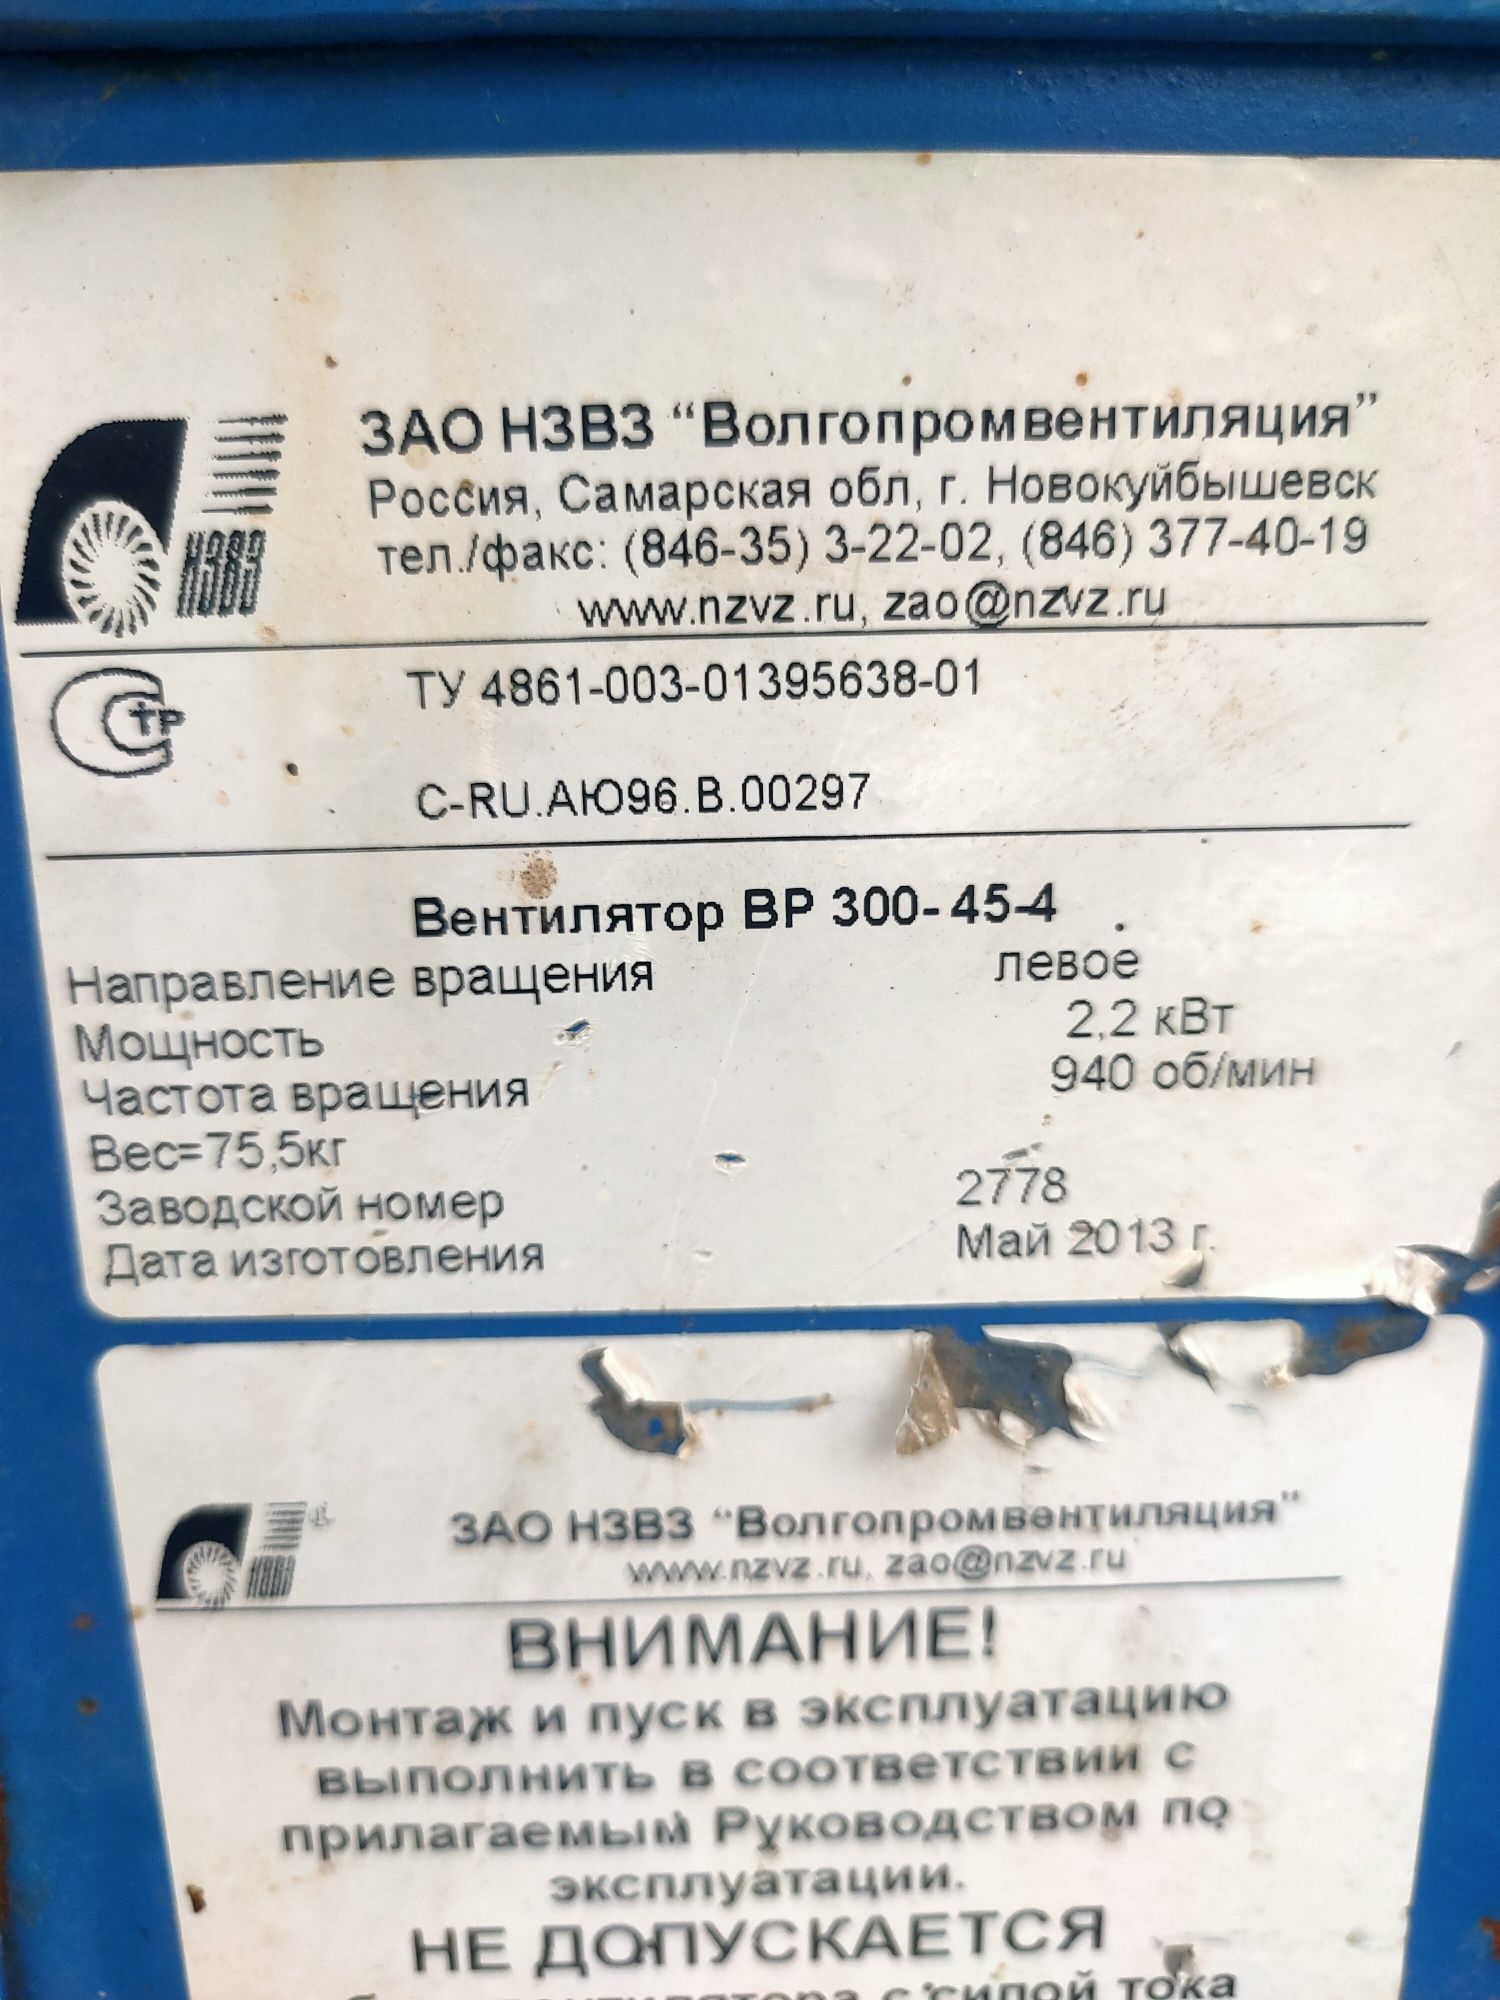 ЗАО НЗВЗ “Волгопромвентиляция”
Россия, Самарская обл, г. Новокуйбышевск
тел./факс: (846-35) 3-22-02, (846) 377-40-19
НЗВЗ
www.nzvz.ru, zao@nzvz.ru
ТУ 4861-003-01395638-01
С-RU.АЮ96.В.00297
Вентилятор ВР 300-45-4
Направление вращения левое
Мощность 2,2 кВт
Частота вращения 940 об/мин
Вес=75,5кг
Заводской номер 2778
Дата изготовления Май 2013 г.
ЗАО НЗВЗ “Волгопромвентиляция”
www.nzvz.ru, zao@nzvz.ru
НЗВЗ
ВНИМАНИЕ!
Монтаж и пуск в эксплуатацию
выполнить в соответствии с
прилагаемым Руководством по
эксплуатации.
НЕ ДОПУСКАЕТСЯ
с силой тока